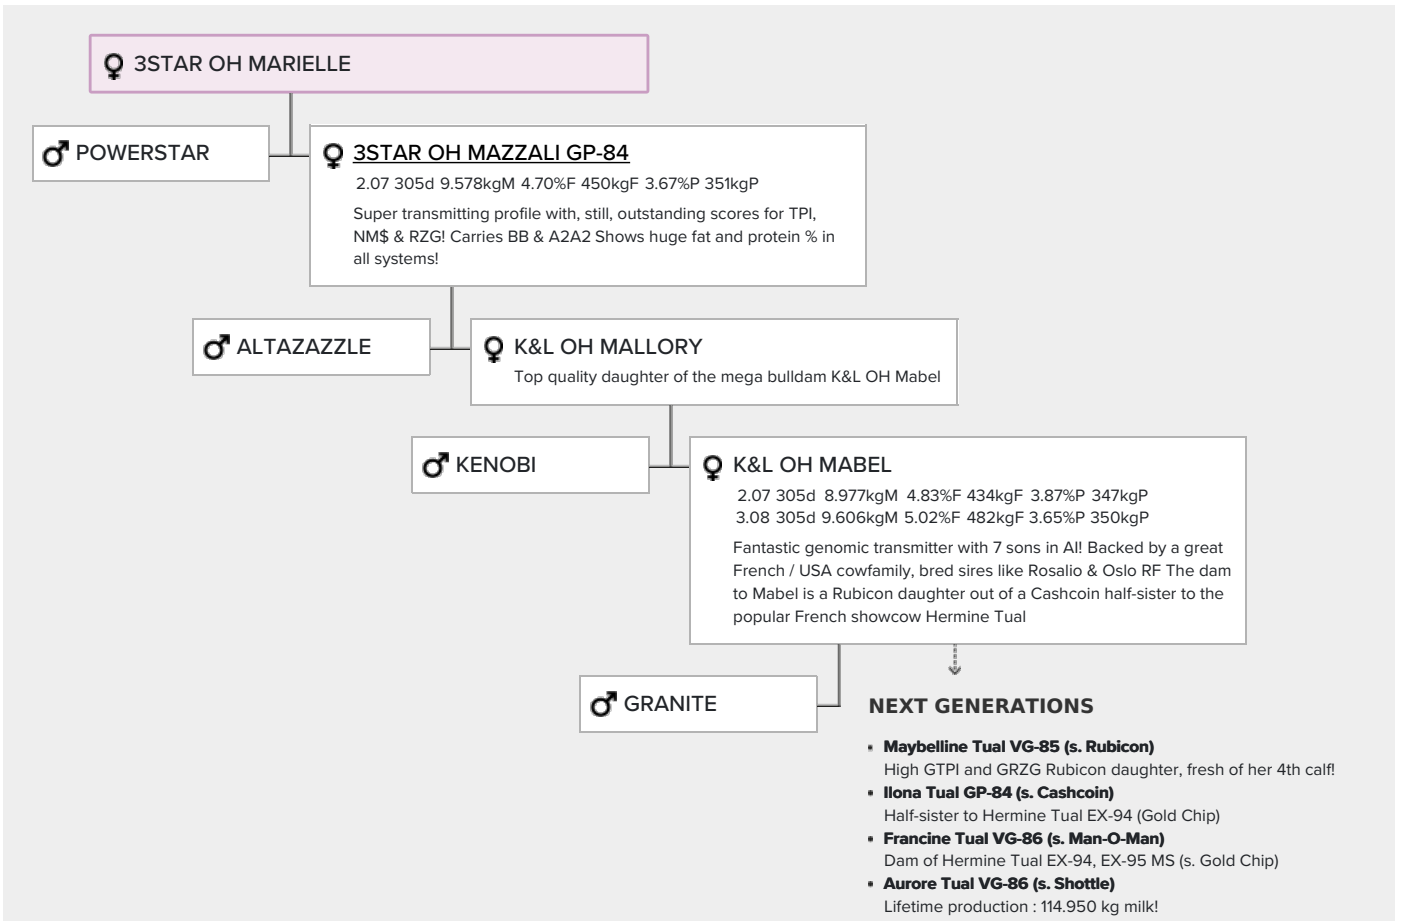 3STAR OH MARIELLE
POWERSTAR
3STAR OH MAZZALI GP-84
2.07 305d 9.578kgM 4.70%F 450kgF 3.67%P 351kgP
Super transmitting profile with, still, outstanding scores for TPI,
NM$ & RZG! Carries BB & A2A2 Shows huge fat and protein % in
all systems!
ALTAZAZZLE
K&L OH MALLORY
Top quality daughter of the mega bulldam K&L OH Mabel
KENOBI
K&L OH MABEL
2.07 305d 8.977kgM 4.83%F 434kgF 3.87%P 347kgP
3.08 305d 9.606kgM 5.02%F 482kgF 3.65%P 350kgP
Fantastic genomic transmitter with 7 sons in AI! Backed by a great
French / USA cowfamily, bred sires like Rosalio & Oslo RF The dam
to Mabel is a Rubicon daughter out of a Cashcoin half-sister to the
popular French showcow Hermine Tual
GRANITE
NEXT GENERATIONS
• Maybelline Tual VG-85 (s. Rubicon)
High GTPI and GRZG Rubicon daughter, fresh of her 4th calf!
• Ilona Tual GP-84 (s. Cashcoin)
Half-sister to Hermine Tual EX-94 (Gold Chip)
• Francine Tual VG-86 (s. Man-O-Man)
Dam of Hermine Tual EX-94, EX-95 MS (s. Gold Chip)
• Aurore Tual VG-86 (s. Shottle)
Lifetime production : 114.950 kg milk!